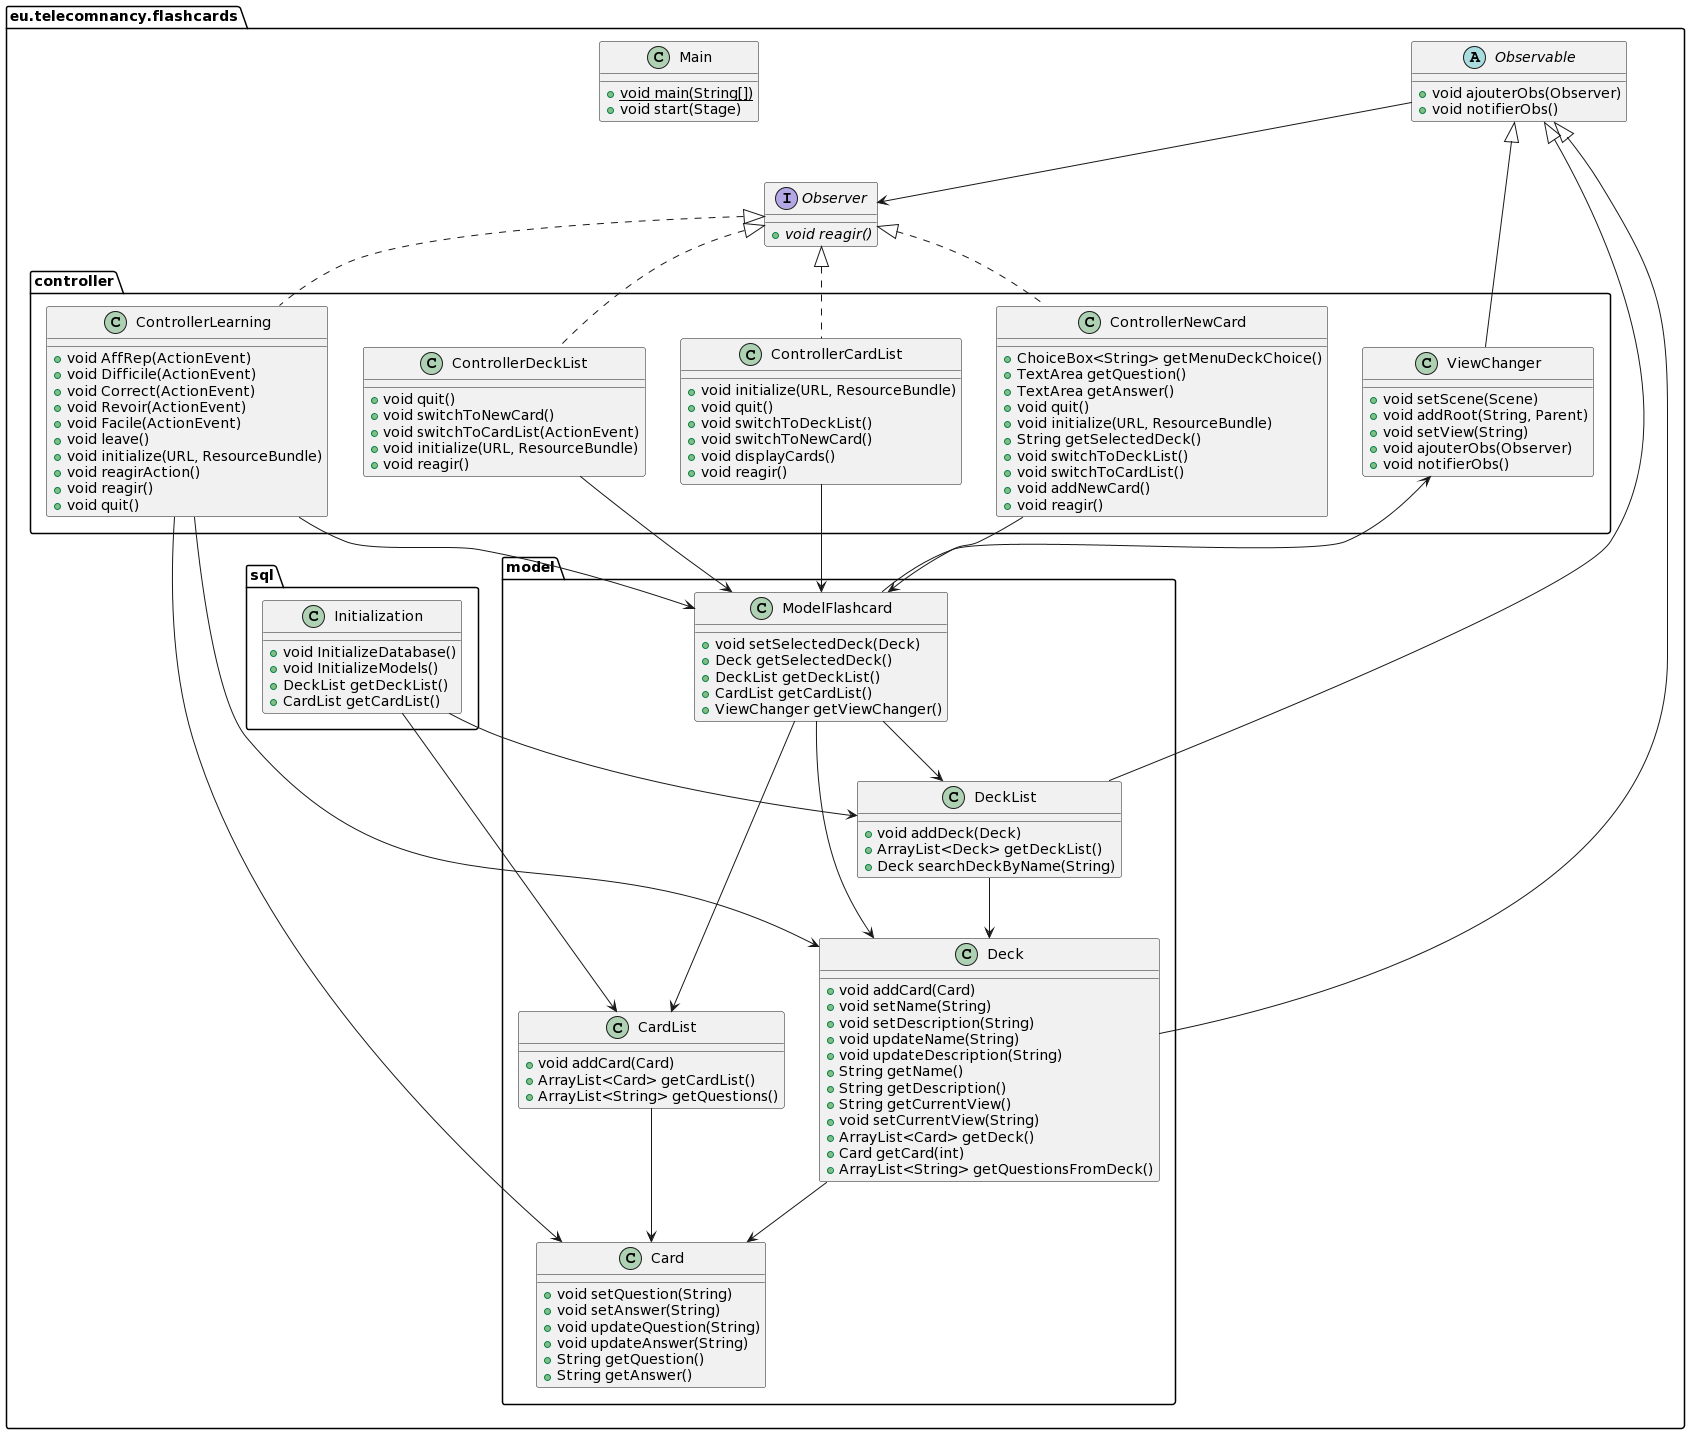 eu.telecomnancy.flashcards
C Main
void main(String[])
void start(Stage)
A Observable
void ajouterObs(Observer)
void notifierObs()
I Observer
void reagir()
controller
C ControllerLearning
void AffRep(ActionEvent)
void Difficile(ActionEvent)
void Correct(ActionEvent)
void Revoir(ActionEvent)
void Facile(ActionEvent)
void leave()
void initialize(URL, ResourceBundle)
void reagirAction()
void reagir()
void quit()
C ControllerDeckList
void quit()
void switchToNewCard()
void switchToCardList(ActionEvent)
void initialize(URL, ResourceBundle)
void reagir()
C ControllerCardList
void initialize(URL, ResourceBundle)
void quit()
void switchToDeckList()
void switchToNewCard()
void displayCards()
void reagir()
C ControllerNewCard
ChoiceBox<String> getMenuDeckChoice()
TextArea getQuestion()
TextArea getAnswer()
void quit()
void initialize(URL, ResourceBundle)
String getSelectedDeck()
void switchToDeckList()
void switchToCardList()
void addNewCard()
void reagir()
C ViewChanger
void setScene(Scene)
void addRoot(String, Parent)
void setView(String)
void ajouterObs(Observer)
void notifierObs()
sql
C Initialization
void InitializeDatabase()
void InitializeModels()
DeckList getDeckList()
CardList getCardList()
model
C ModelFlashcard
void setSelectedDeck(Deck)
Deck getSelectedDeck()
DeckList getDeckList()
CardList getCardList()
ViewChanger getViewChanger()
C DeckList
void addDeck(Deck)
ArrayList<Deck> getDeckList()
Deck searchDeckByName(String)
C Deck
void addCard(Card)
void setName(String)
void setDescription(String)
void updateName(String)
void updateDescription(String)
String getName()
String getDescription()
String getCurrentView()
void setCurrentView(String)
ArrayList<Card> getDeck()
Card getCard(int)
ArrayList<String> getQuestionsFromDeck()
C CardList
void addCard(Card)
ArrayList<Card> getCardList()
ArrayList<String> getQuestions()
C Card
void setQuestion(String)
void setAnswer(String)
void updateQuestion(String)
void updateAnswer(String)
String getQuestion()
String getAnswer()